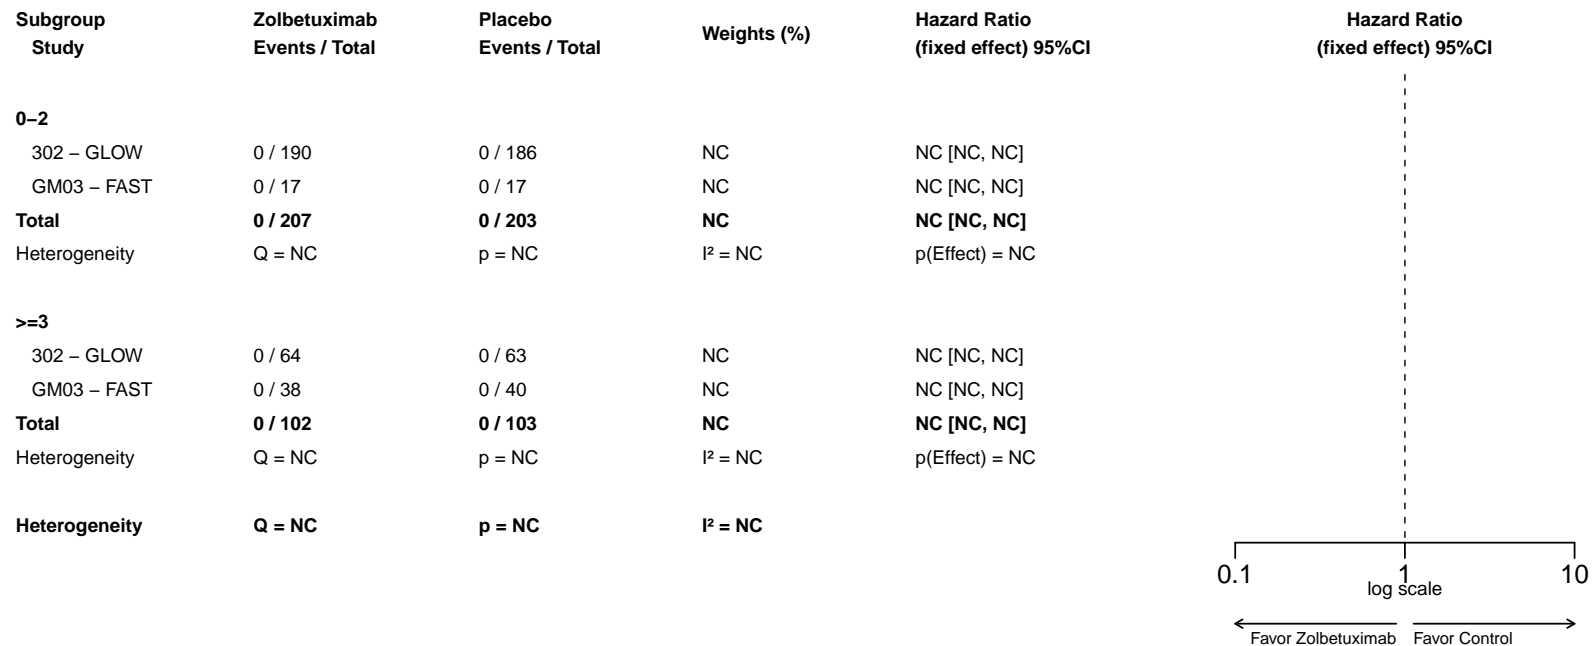 Subgroup Zolbetuximab Placebo Weights (%) Hazard Ratio Hazard Ratio
Study Events / Total Events / Total (fixed effect) 95%CI (fixed effect) 95%CI
0−2
302 − GLOW 0 / 190 0 / 186 NC NC [NC, NC]
GM03 − FAST 0 / 17 0 / 17 NC NC [NC, NC]
Total 0 / 207 0 / 203 NC NC [NC, NC]
Heterogeneity Q = NC p = NC I² = NC p(Effect) = NC
>=3
302 − GLOW 0 / 64 0 / 63 NC NC [NC, NC]
GM03 − FAST 0 / 38 0 / 40 NC NC [NC, NC]
Total 0 / 102 0 / 103 NC NC [NC, NC]
Heterogeneity Q = NC p = NC I² = NC p(Effect) = NC
Heterogeneity Q = NC p = NC I² = NC
0.1 1 10
log scale
Favor Zolbetuximab Favor Control